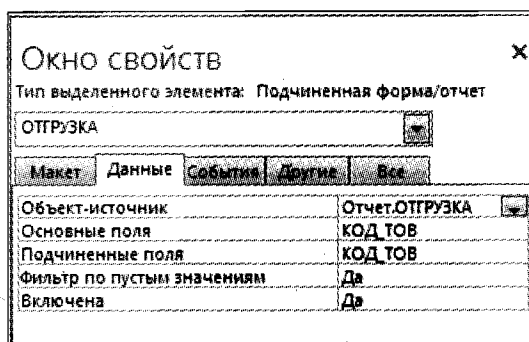 Окно свойств
Тип выделенного элемента: Подчиненная форма/отчет
ОТГРУЗКА
Макет Данные События Другие Все
Объект-источник Отчет.ОТГРУЗКА
Основные поля КОД_ТОВ
Подчиненные поля КОД_ТОВ
Фильтр по пустым значениям Да
Включена Да